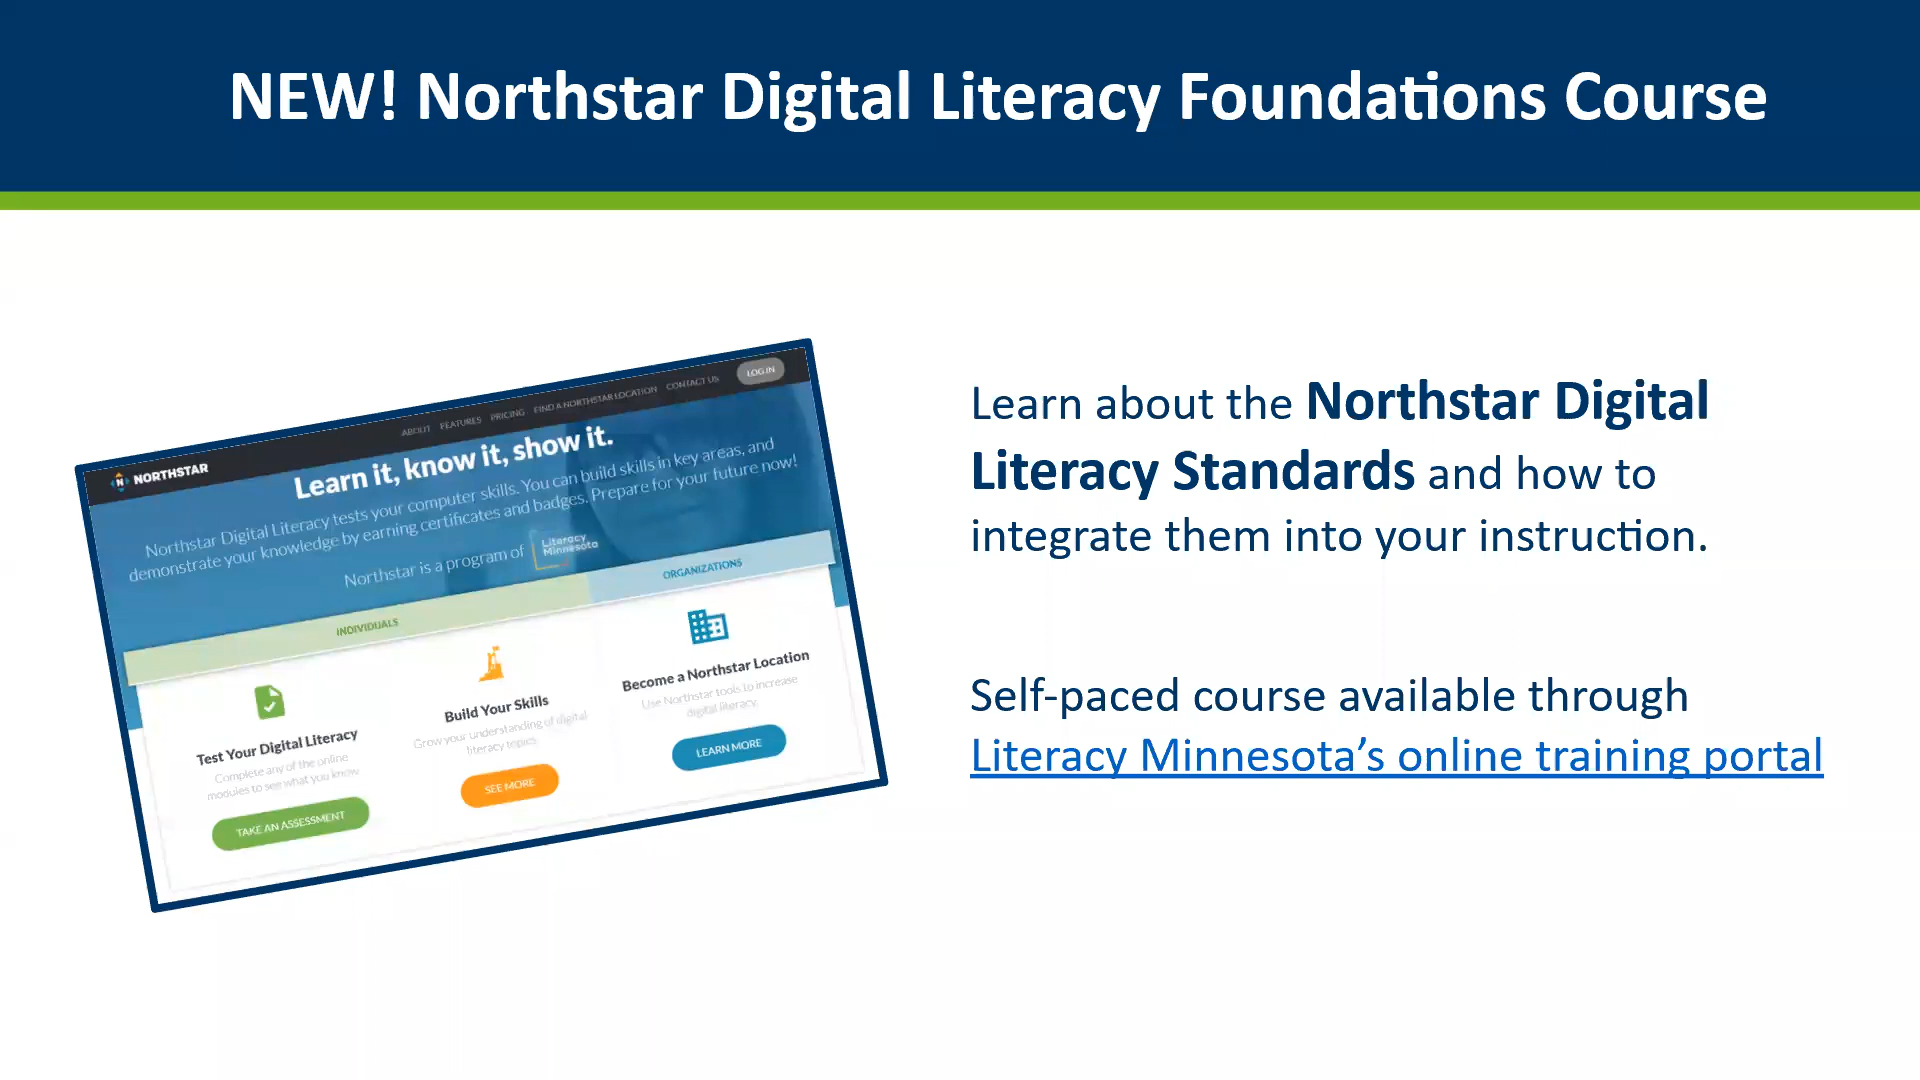 NEW! Northstar Digital Literacy Foundations Course
NORTHSTAR
ABOUT FEATURES PRICING FIND A NORTHSTAR LOCATION CONTACT US LOG IN
Learn it, know it, show it.
Northstar Digital Literacy tests your computer skills. You can build skills in key areas, and
demonstrate your knowledge by earning certificates and badges. Prepare for your future now!
Northstar is a program of Literacy
Minnesota
INDIVIDUALS
ORGANIZATIONS
Test Your Digital Literacy
Complete any of the online
modules to see what you know.
TAKE AN ASSESSMENT
Build Your Skills
Grow your understanding of digital
literacy topics.
SEE MORE
Become a Northstar Location
Use Northstar tools to increase
digital literacy.
LEARN MORE
Learn about the Northstar Digital
Literacy Standards and how to
integrate them into your instruction.
Self-paced course available through
Literacy Minnesota’s online training portal